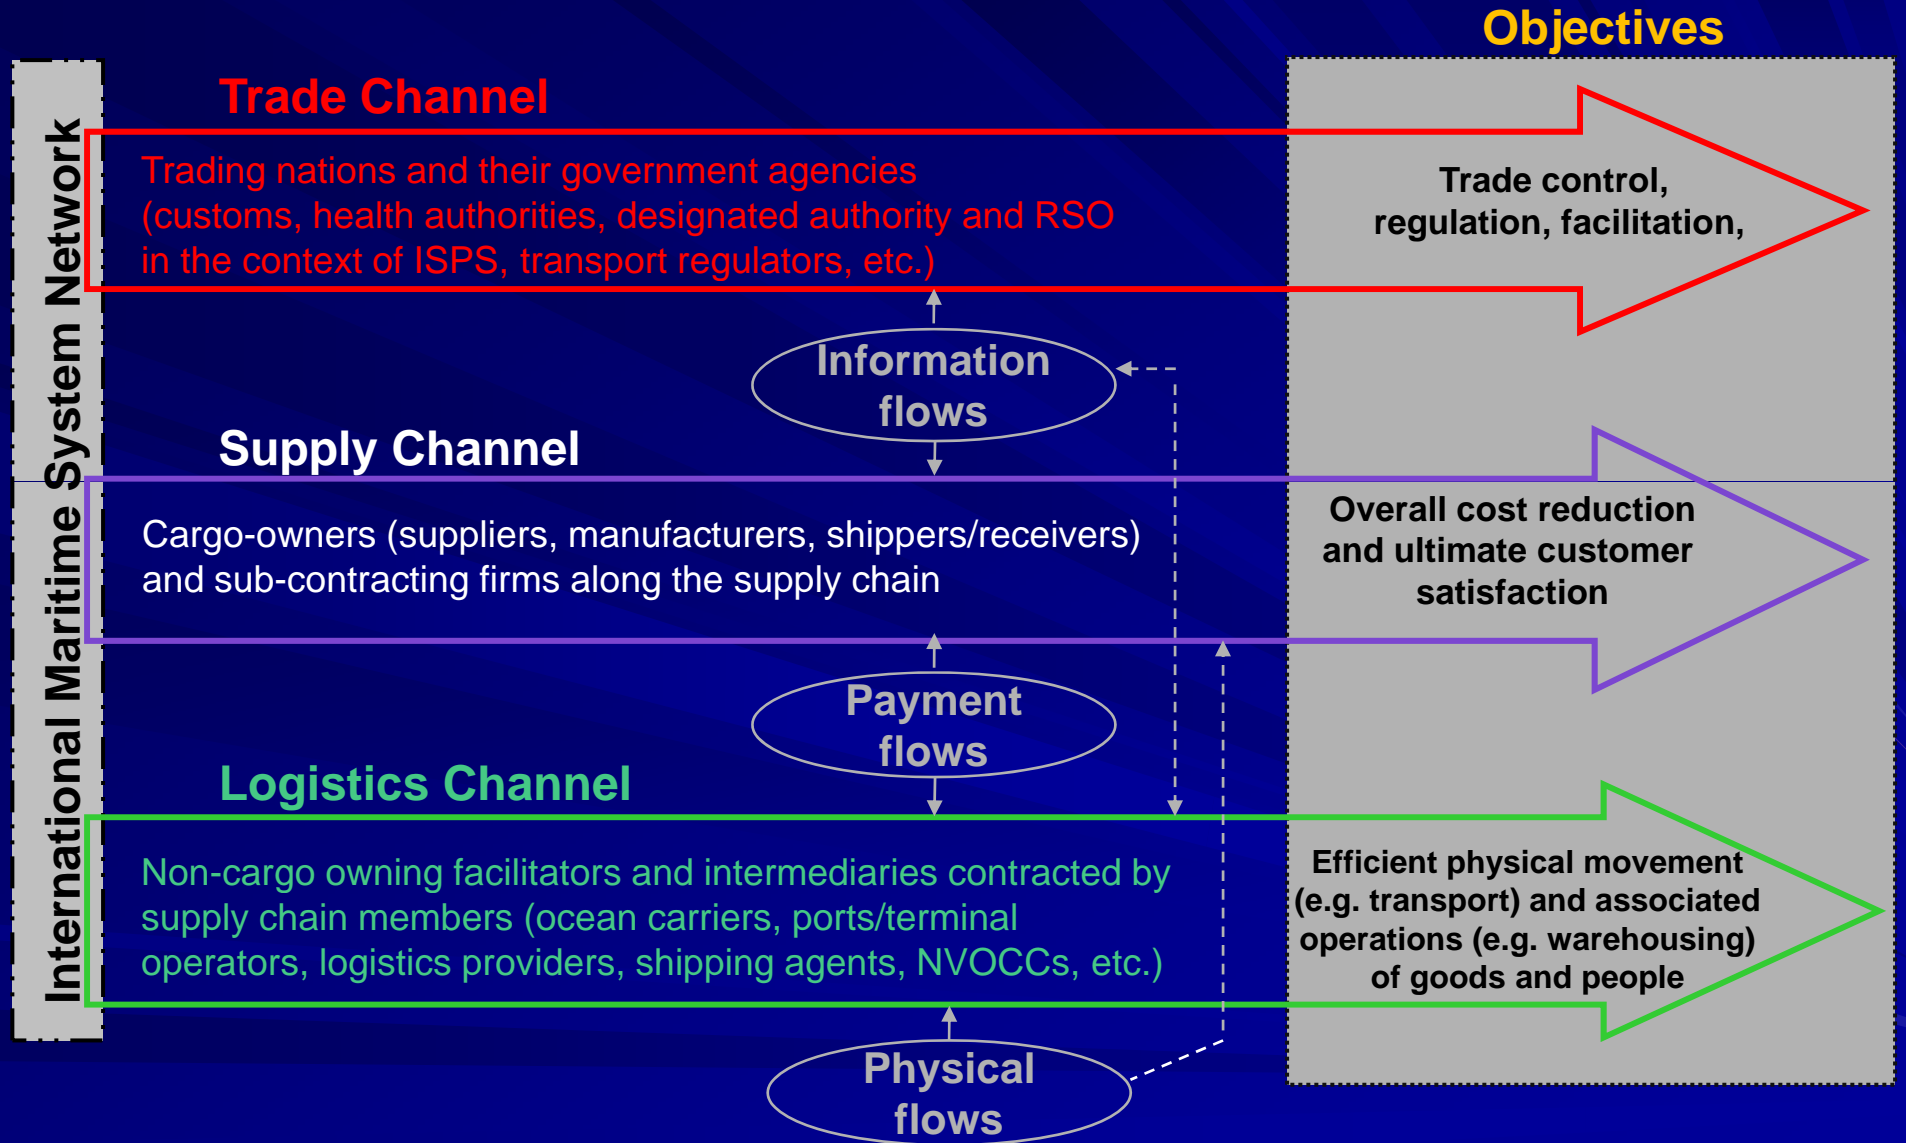 Objectives
International Maritime System Network
Trade Channel
Trading nations and their government agencies
(customs, health authorities, designated authority and RSO
in the context of ISPS, transport regulators, etc.)
Trade control,
regulation, facilitation,
Information
flows
Supply Channel
Cargo-owners (suppliers, manufacturers, shippers/receivers)
and sub-contracting firms along the supply chain
Overall cost reduction
and ultimate customer
satisfaction
Payment
flows
Logistics Channel
Non-cargo owning facilitators and intermediaries contracted by
supply chain members (ocean carriers, ports/terminal
operators, logistics providers, shipping agents, NVOCCs, etc.)
Efficient physical movement
(e.g. transport) and associated
operations (e.g. warehousing)
of goods and people
Physical
flows